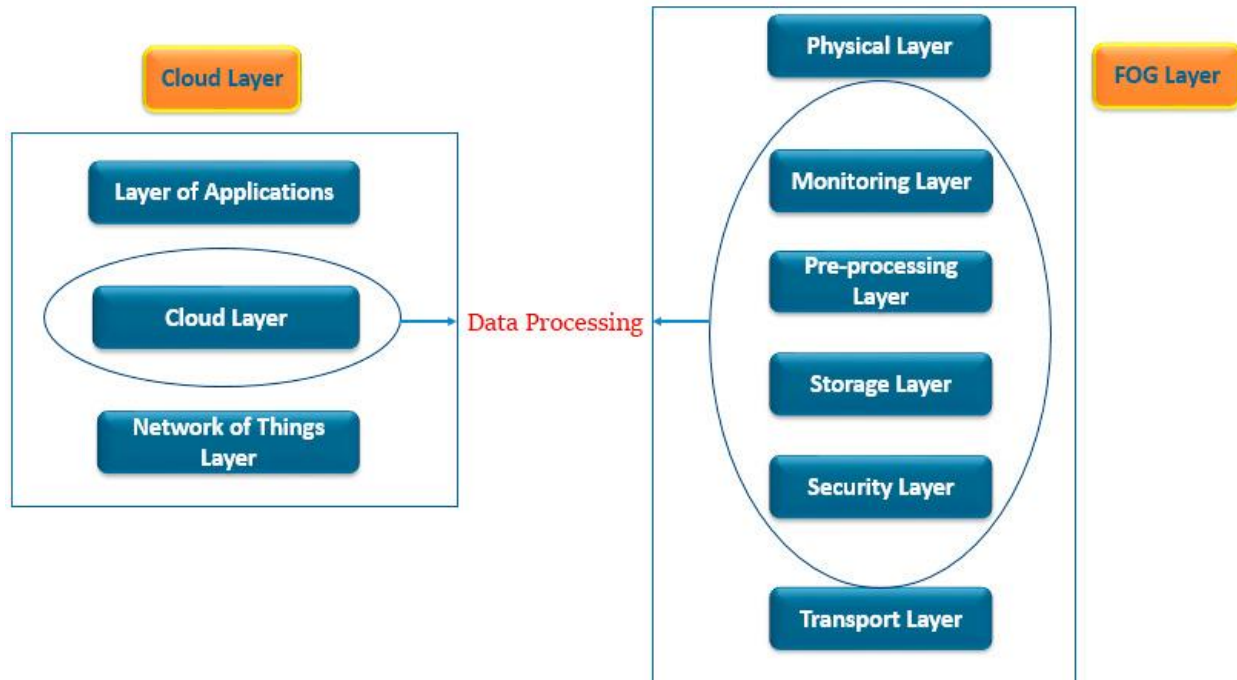 Cloud Layer
Layer of Applications
Cloud Layer
Network of Things
Layer
Data Processing
Physical Layer
Monitoring Layer
Pre-processing
Layer
Storage Layer
Security Layer
Transport Layer
FOG Layer